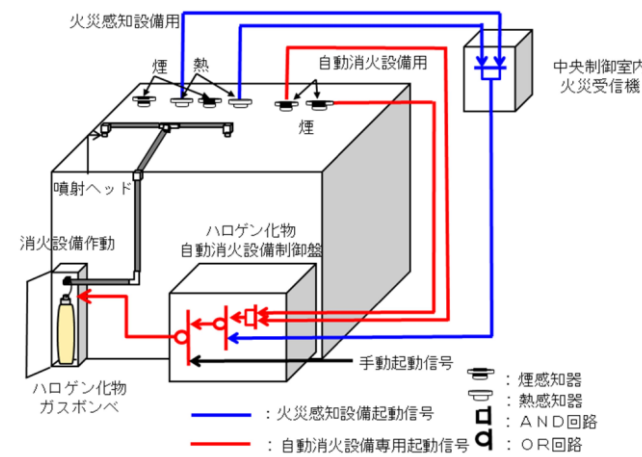 火災感知設備用
煙
熱
自動消火設備用
煙
中央制御室内
火災受信機
噴射ヘッド
消火設備作動
ハロゲン化物
自動消火設備制御盤
手動起動信号
ハロゲン化物
ガスボンベ
：煙感知器
：熱感知器
：AND回路
：OR回路
：火災感知設備起動信号
：自動消火設備専用起動信号